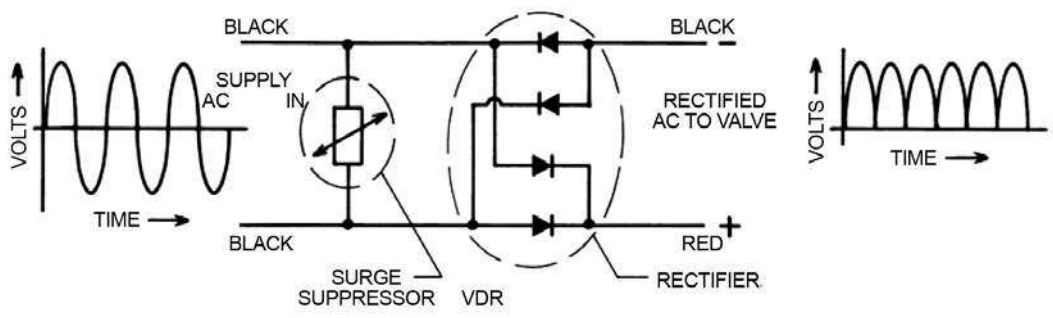 BLACK
BLACK
SUPPLY
AC IN
VOLTS
TIME
BLACK
SURGE
SUPPRESSOR VDR
RECTIFIED
AC TO VALVE
RED +
RECTIFIER
VOLTS
TIME